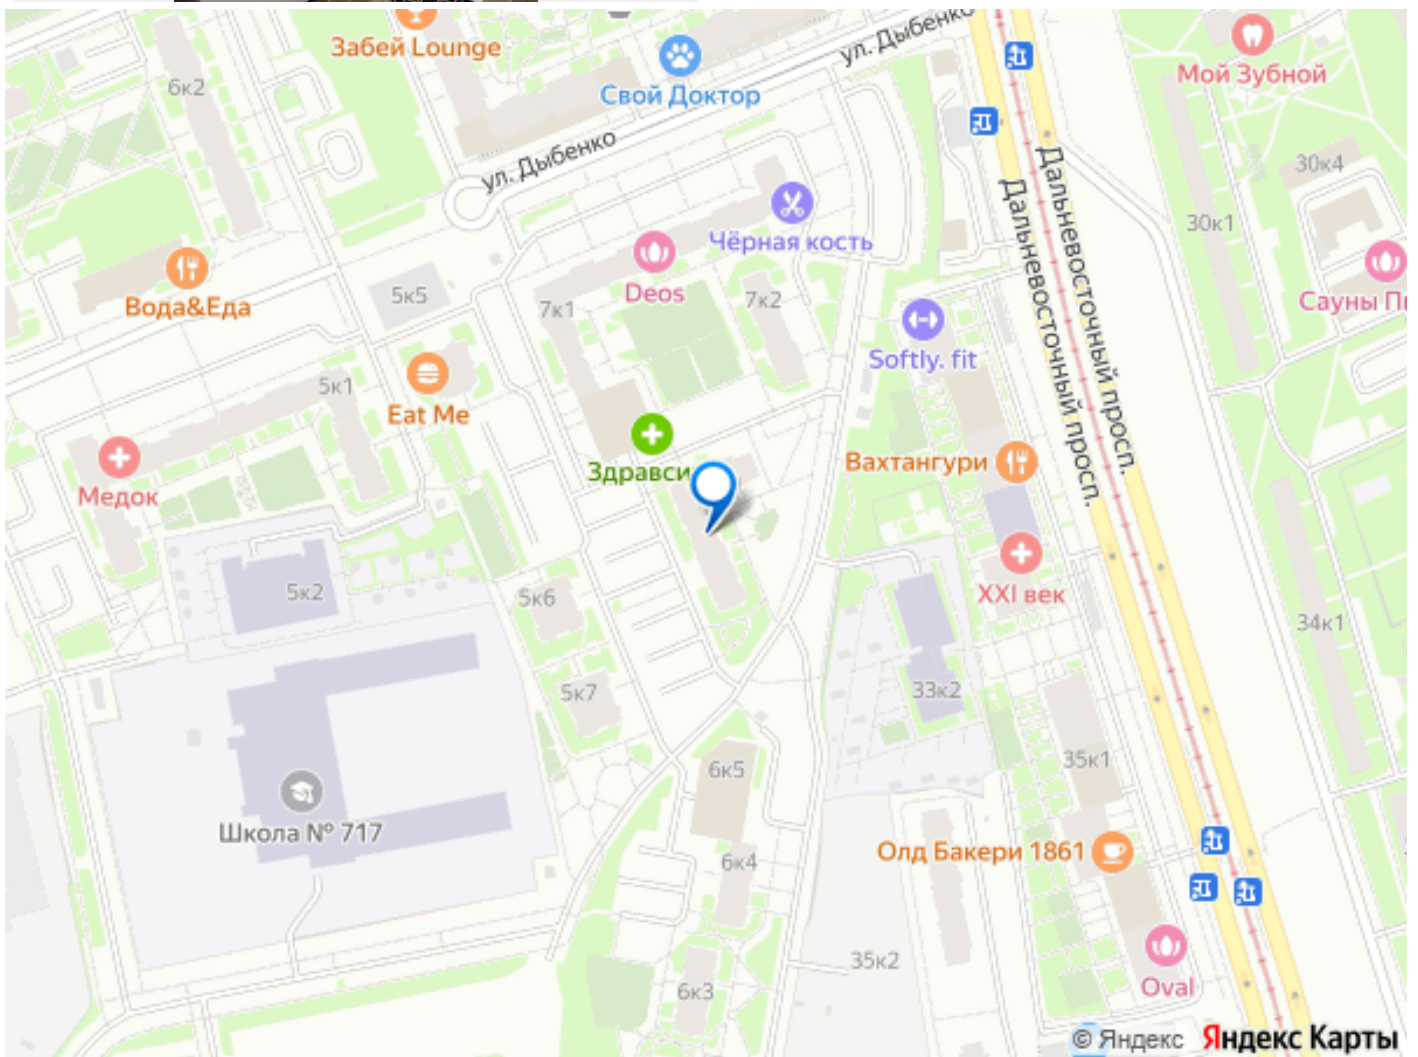 Забей Lounge
ул. Дыбенко
Мой Зубной
6к2
Свой Доктор
ул. Дыбенко
30к4
Дальневосточный просп.
Дальневосточный просп.
30к1
Чёрная кость
Вода&Еда
5к5
7к1
Deos
7к2
Сауны
Softly. fit
5к1
Eat Me
Вахтангури
Здравси
Медок
5к2
5к6
XXI век
34к1
5к7
33к2
6к5
35к1
Школа № 717
6к4
Олд Бакери 1861
35к2
6к3
Oval
© Яндекс Яндекс Карты